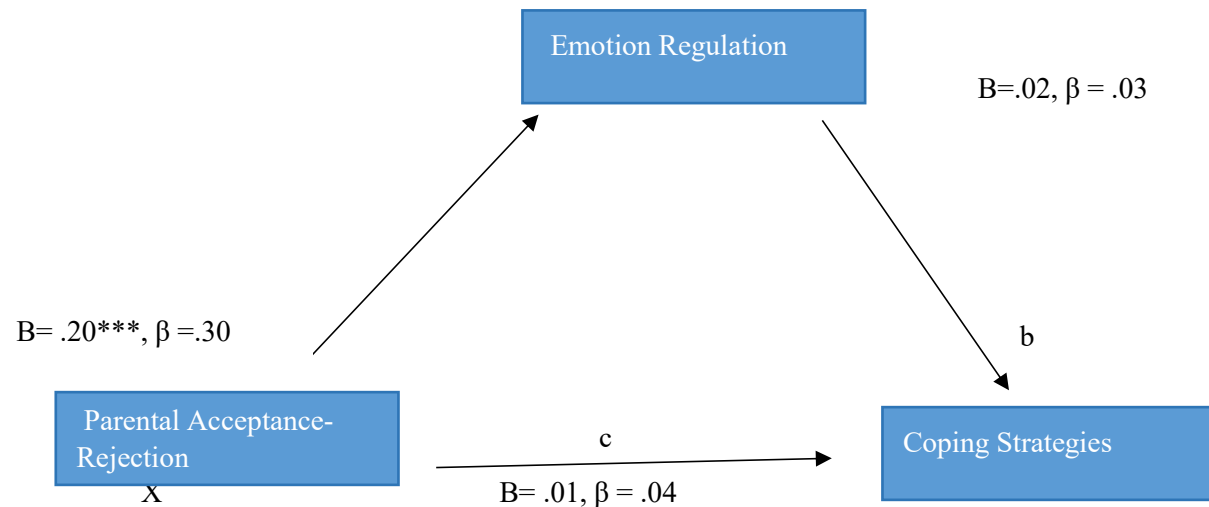 Emotion Regulation
B=.02, β = .03
B= .20***, β =.30
b
Parental Acceptance-
Rejection
X
c
B= .01, β = .04
Coping Strategies